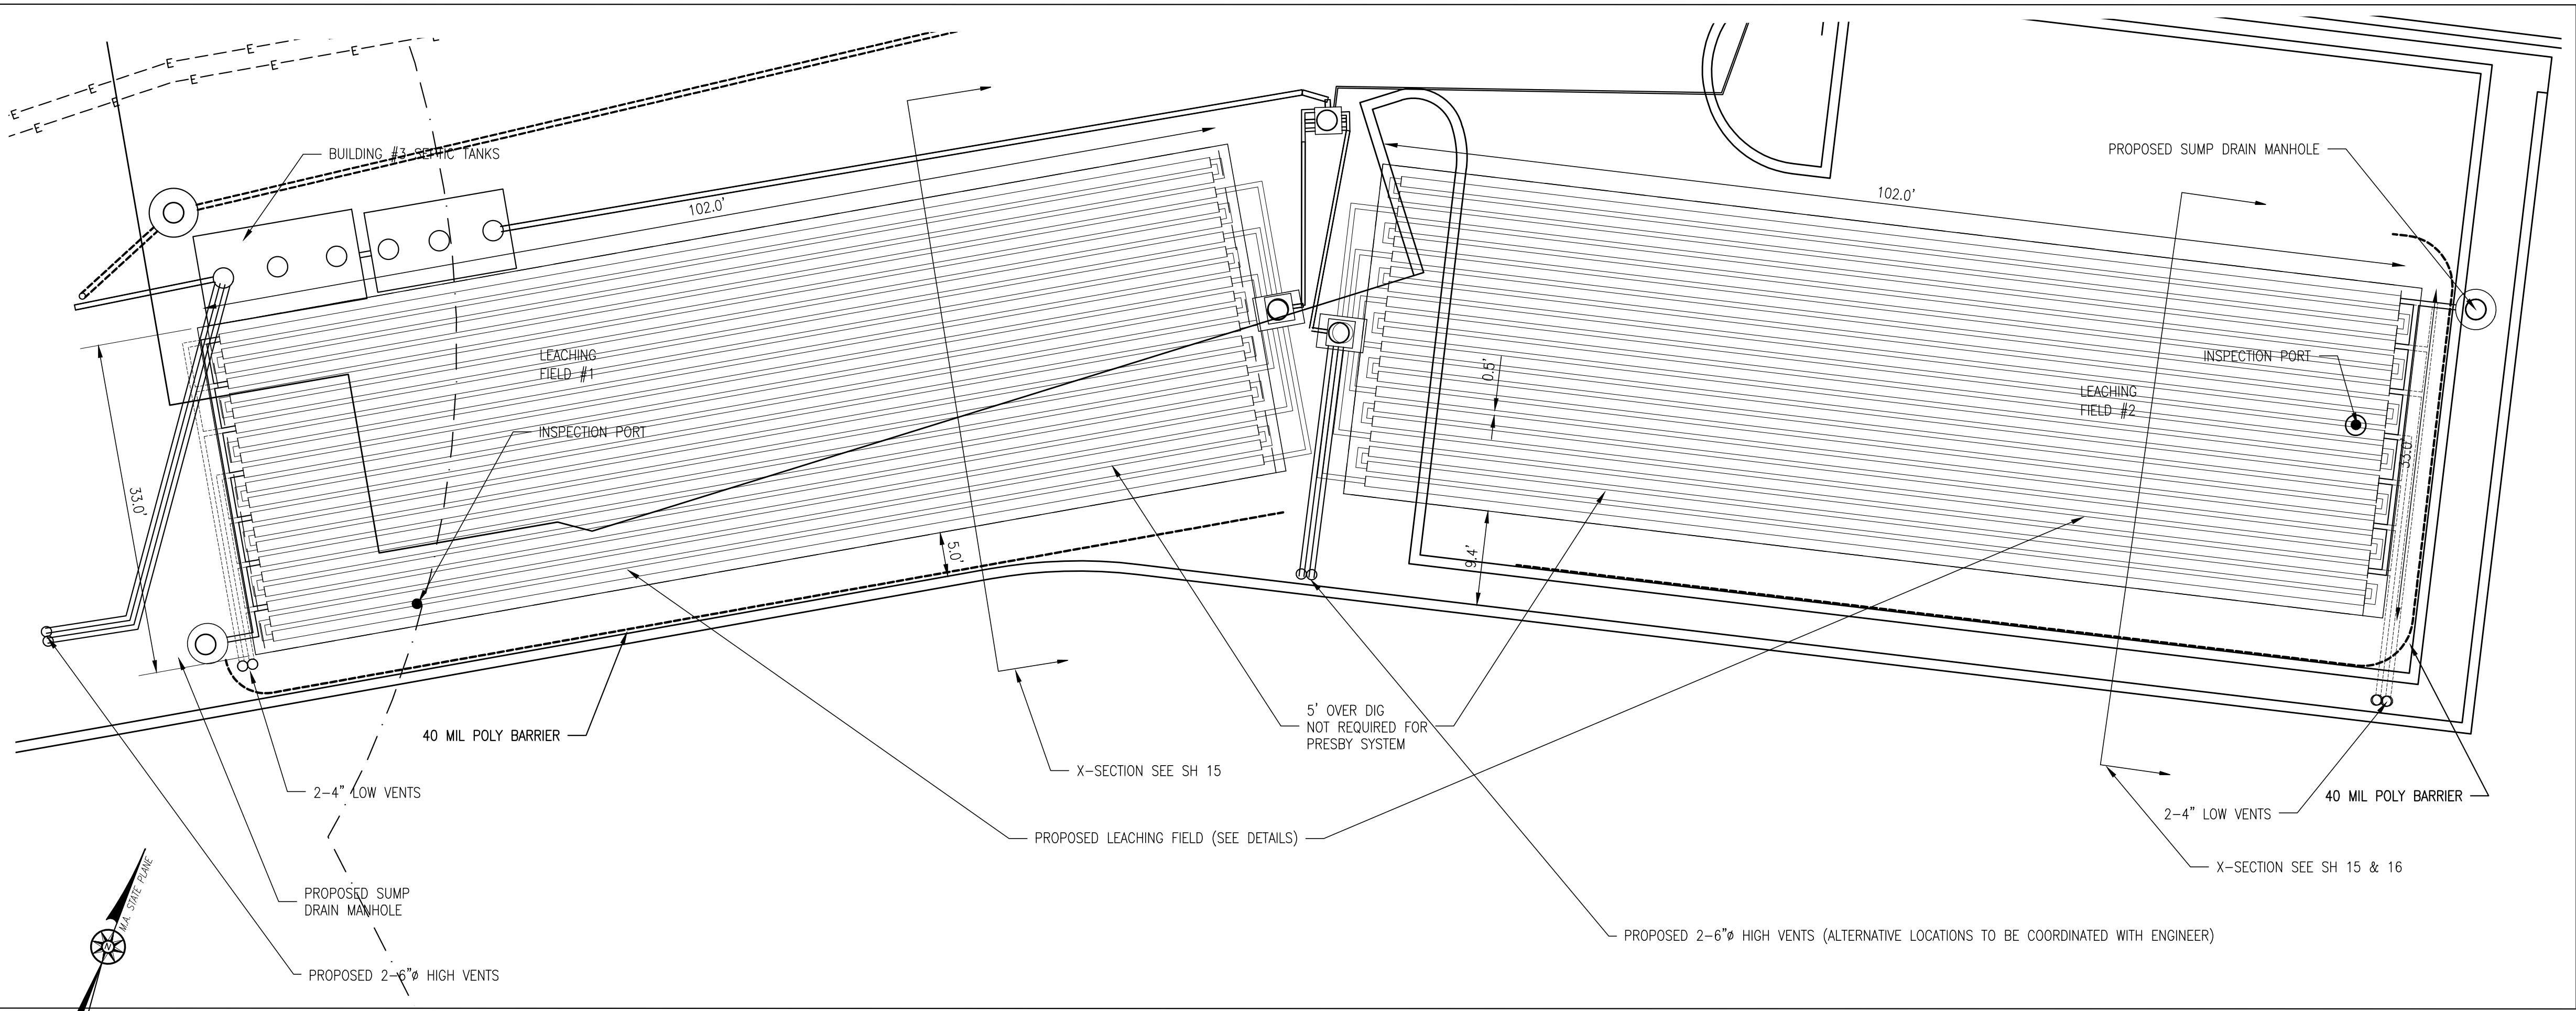 E
E
E
E
E
E
E
E
BUILDING #3 SEPTIC TANKS
102.0'
102.0'
PROPOSED SUMP DRAIN MANHOLE
LEACHING
FIELD #1
INSPECTION PORT
0.5'
INSPECTION PORT
LEACHING
FIELD #2
33.0'
33.0'
5.0'
9.4'
5' OVER DIG
NOT REQUIRED FOR
PRESBY SYSTEM
40 MIL POLY BARRIER
X-SECTION SEE SH 15
2-4" LOW VENTS
40 MIL POLY BARRIER
2-4" LOW VENTS
PROPOSED LEACHING FIELD (SEE DETAILS)
X-SECTION SEE SH 15 & 16
PROPOSED SUMP
DRAIN MANHOLE
M.A. STATE PLANE
N
PROPOSED 2-6"ø HIGH VENTS (ALTERNATIVE LOCATIONS TO BE COORDINATED WITH ENGINEER)
PROPOSED 2-6"ø HIGH VENTS